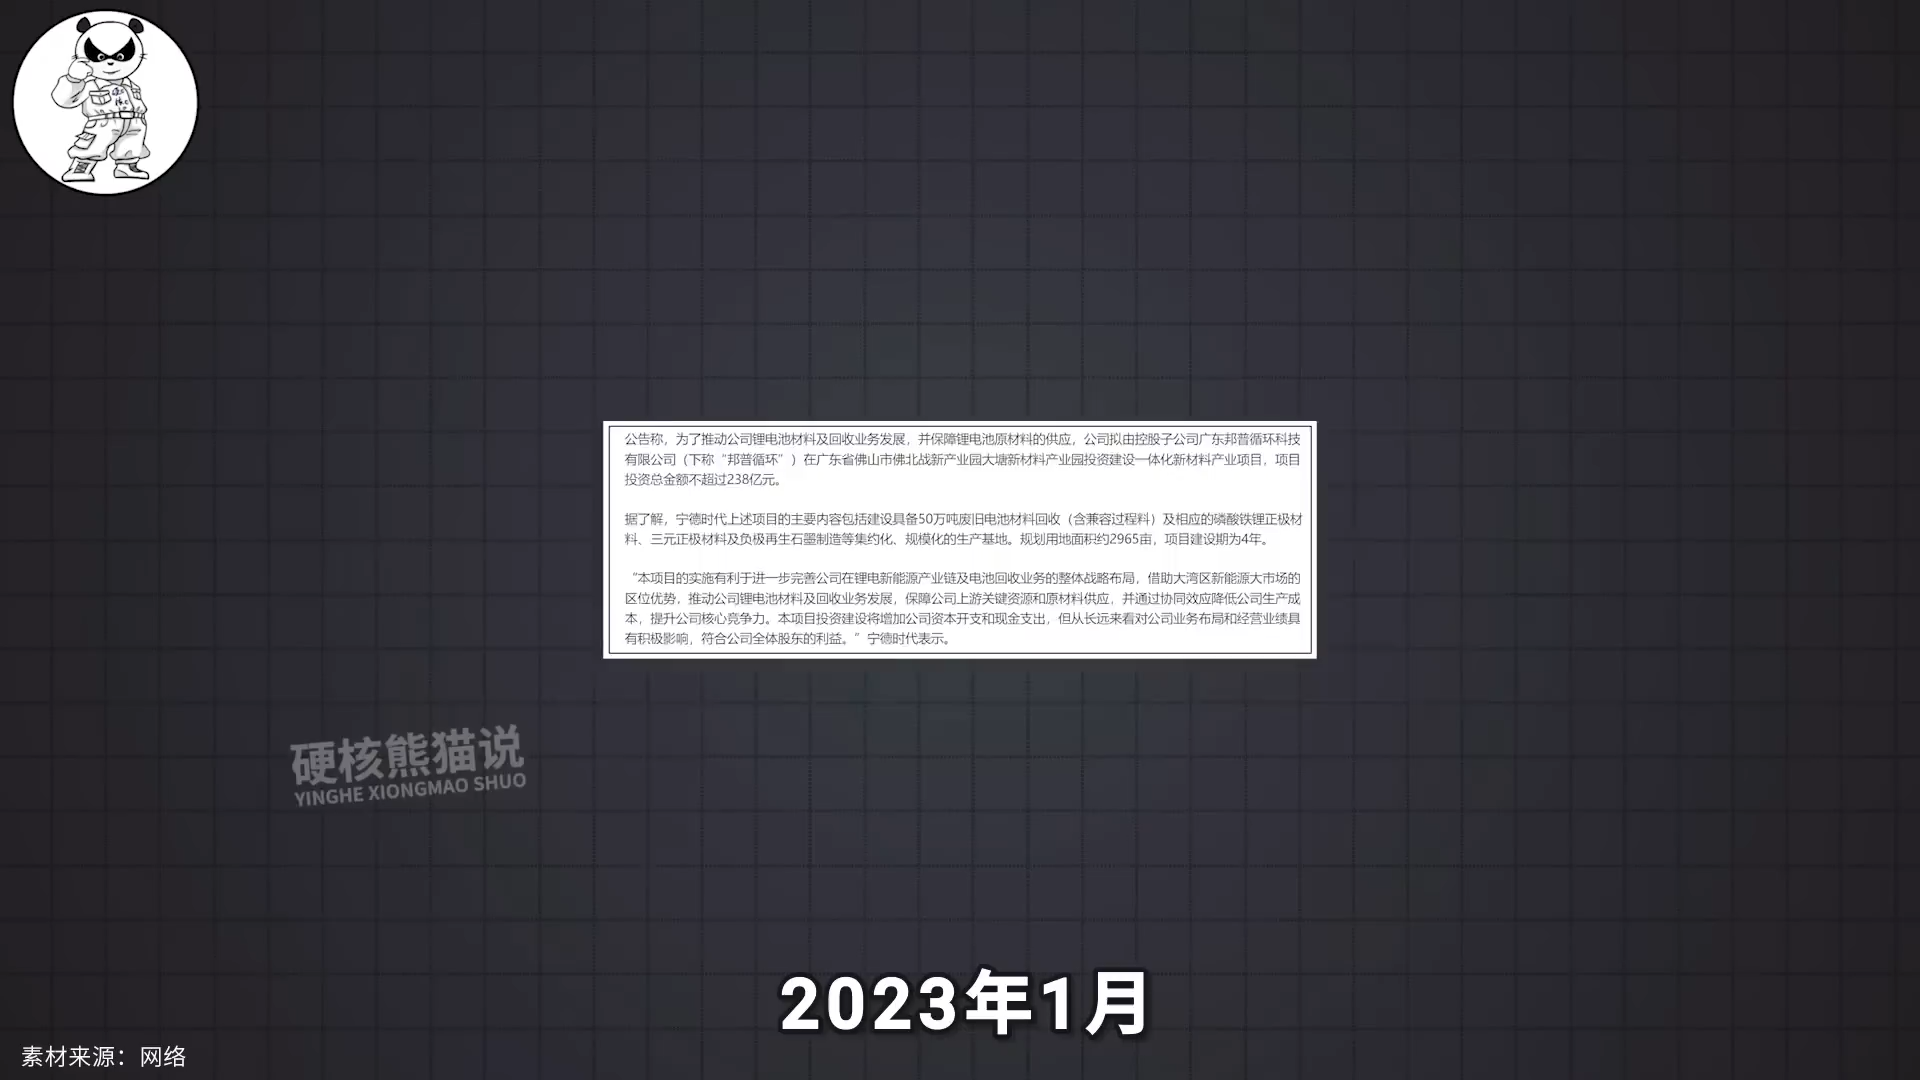 公告称，为了推动公司锂电池材料及回收业务发展，并保障锂电池原材料的供应，公司拟由控股子公司广东邦普循环科技
有限公司（下称“邦普循环”）在广东省佛山市佛北战新产业园大塘新材料产业园投资建设一体化新材料产业项目，项目
投资总金额不超过238亿元。
据了解，宁德时代上述项目的主要内容包括建设具备50万吨废旧电池材料回收（含兼容过程料）及相应的磷酸铁锂正极材
料、三元正极材料及负极再生石墨制造等集约化、规模化的生产基地。规划用地面积约2965亩，项目建设期为4年。
“本项目的实施有利于进一步完善公司在锂电新能源产业链及电池回收业务的整体战略布局，借助大湾区新能源大市场的
区位优势，推动公司锂电池材料及回收业务发展，保障公司上游关键资源和原材料供应，并通过协同效应降低公司生产成
本，提升公司核心竞争力。本项目投资建设将增加公司资本开支和现金支出，但从长远来看对公司业务布局和经营业绩具
有积极影响，符合公司全体股东的利益。”宁德时代表示。
硬核熊猫说
YINGHE XIONGMAO SHUO
2023年1月
素材来源：网络